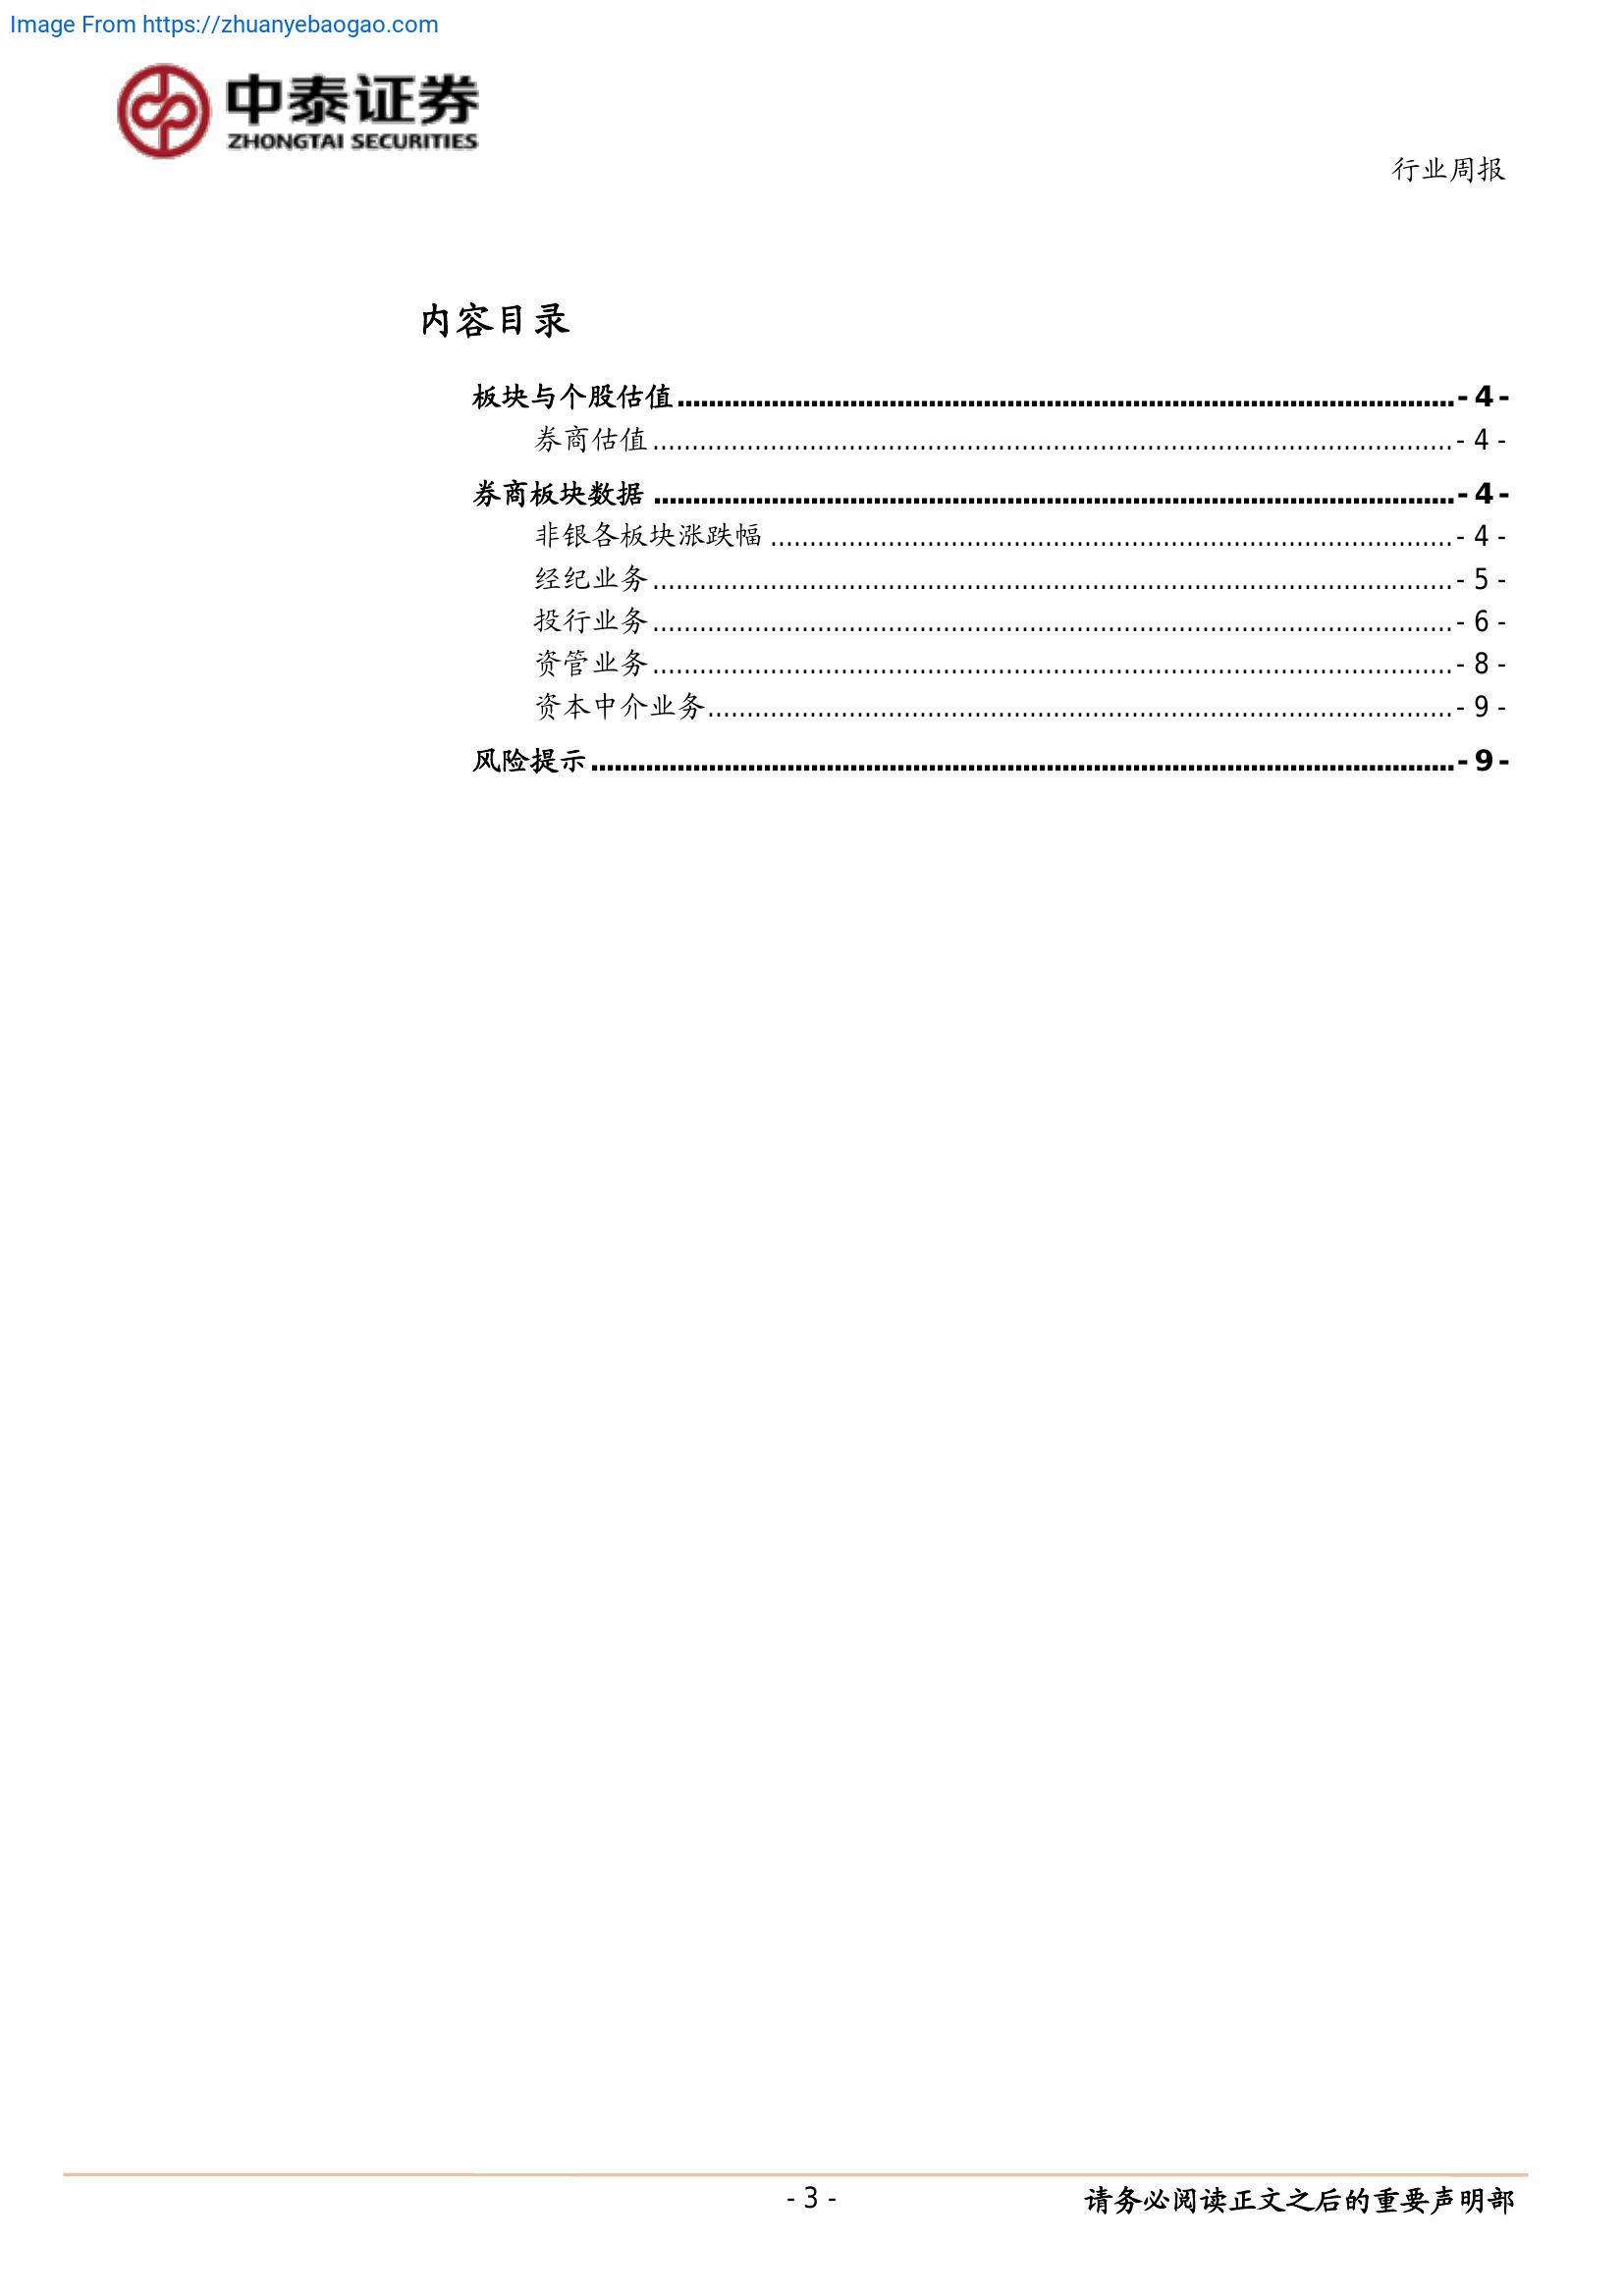 Image From https://zhuanyebaogao.com
中泰证券
ZHONGTAI SECURITIES
行业周报
内容目录
板块与个股估值................................................................................- 4 -
券商估值................................................................................- 4 -
券商板块数据................................................................................- 4 -
非银各板块涨跌幅................................................................................- 4 -
经纪业务................................................................................- 5 -
投行业务................................................................................- 6 -
资管业务................................................................................- 8 -
资本中介业务................................................................................- 9 -
风险提示................................................................................- 9 -
- 3 -
请务必阅读正文之后的重要声明部